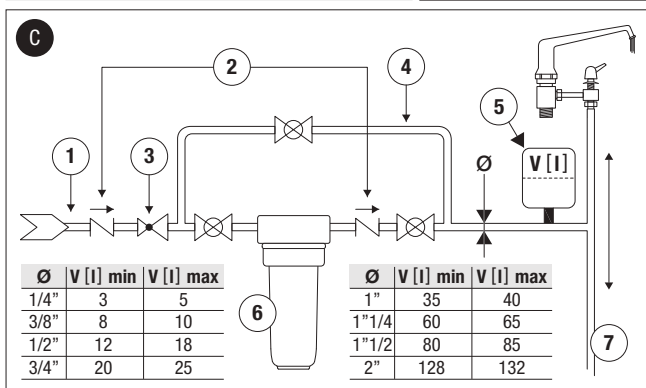 C
2
4
5
1
3
Ø
V [l]
Ø V [l] min V [l] max
1/4” 3 5
3/8” 8 10
1/2” 12 18
3/4” 20 25
6
Ø V [l] min V [l] max
1” 35 40
1”1/4 60 65
1”1/2 80 85
2” 128 132
7